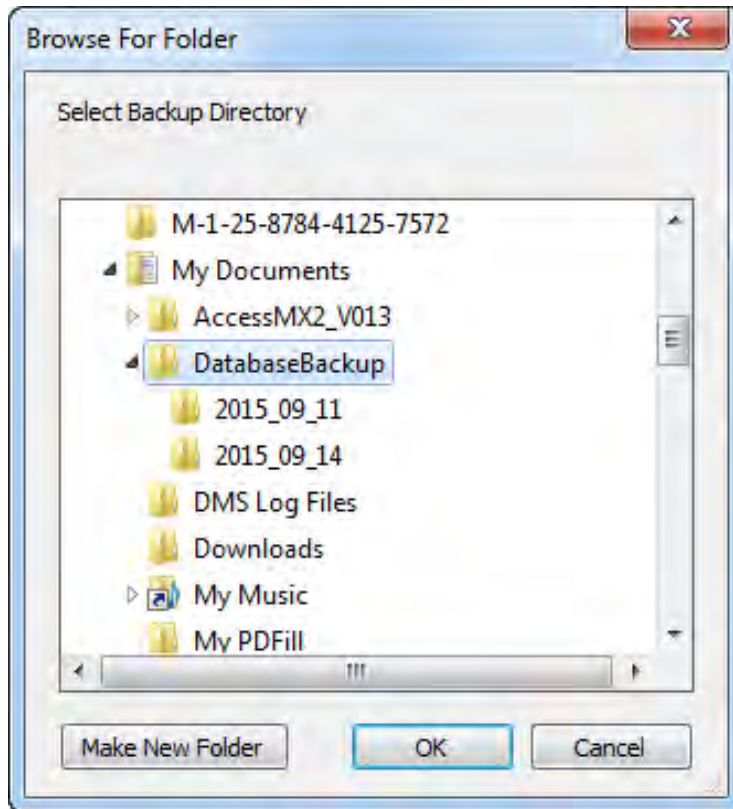 Browse For Folder
Select Backup Directory
M-1-25-8784-4125-7572
My Documents
AccessMX2_V013
DatabaseBackup
2015_09_11
2015_09_14
DMS Log Files
Downloads
My Music
My PDFill
Make New Folder OK Cancel